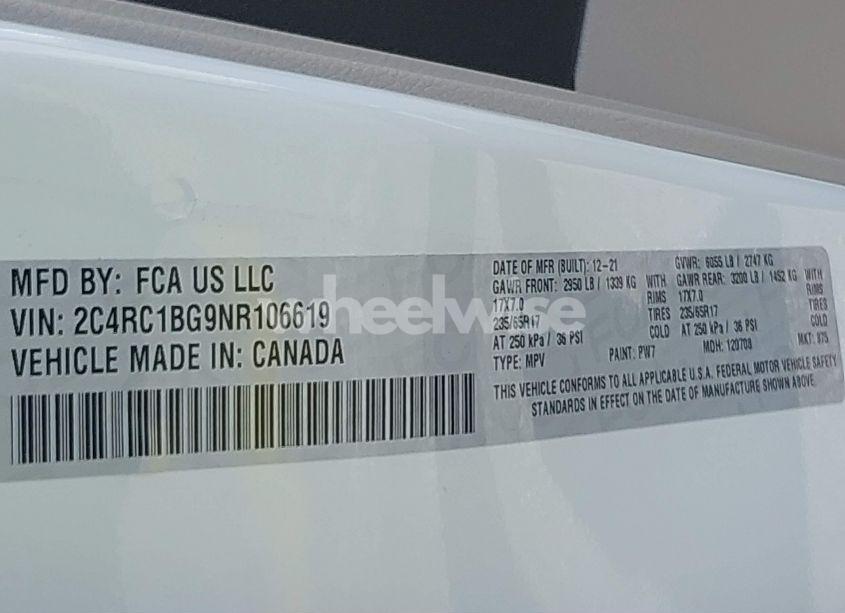 MFD BY: FCA US LLC
VIN: 2C4RC1BG9NR106619
VEHICLE MADE IN: CANADA
DATE OF MFR (BUILT): 12-21 GVWR: 6055 LB / 2747 KG
GAWR FRONT: 2950 LB / 1339 KG WITH GAWR REAR: 3200 LB / 1452 KG WITH
17X7.0 RIMS 17X7.0 RIMS
235/65R17 TIRES 235/65R17 TIRES
AT 250 kPa / 36 PSI COLD AT 250 kPa / 36 PSI COLD
TYPE: MPV PAINT: PW7 MDH: 120708 MKT: 875
THIS VEHICLE CONFORMS TO ALL APPLICABLE U.S.A. FEDERAL MOTOR VEHICLE SAFETY
STANDARDS IN EFFECT ON THE DATE OF MANUFACTURE SHOWN ABOVE.
wheelwise